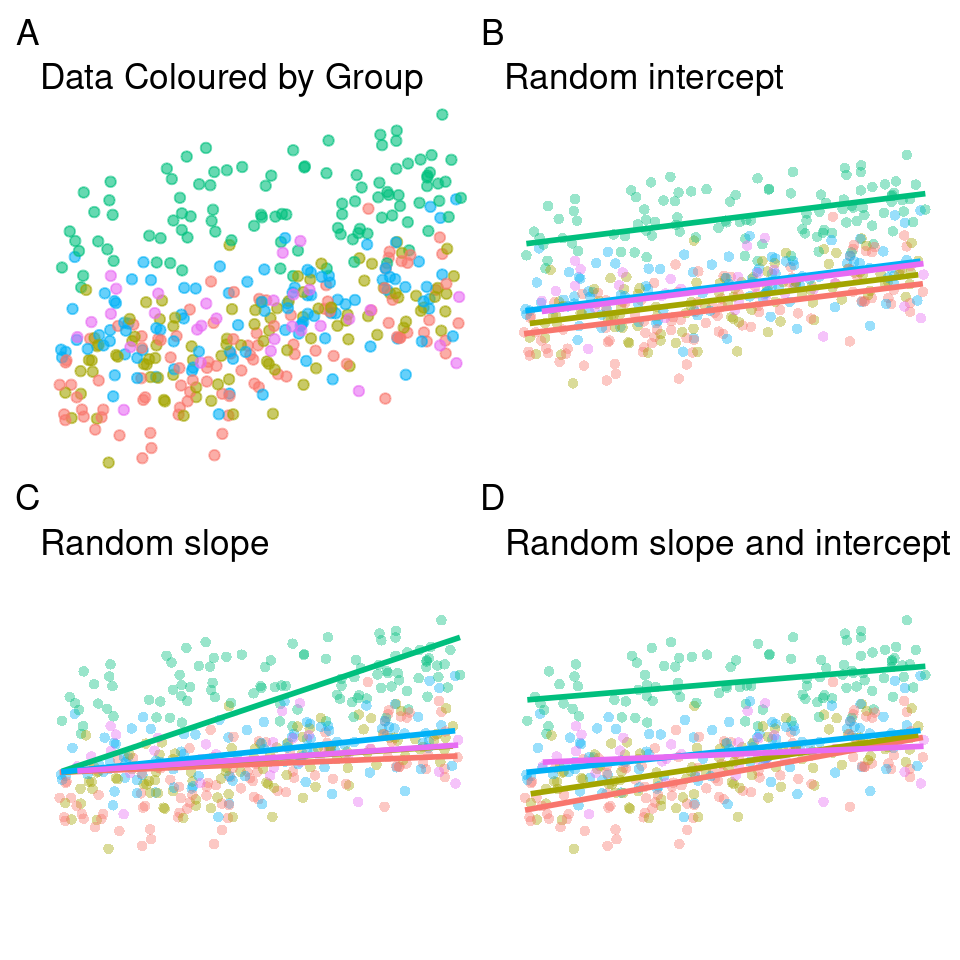 A
Data Coloured by Group
B
Random intercept
C
Random slope
D
Random slope and intercept